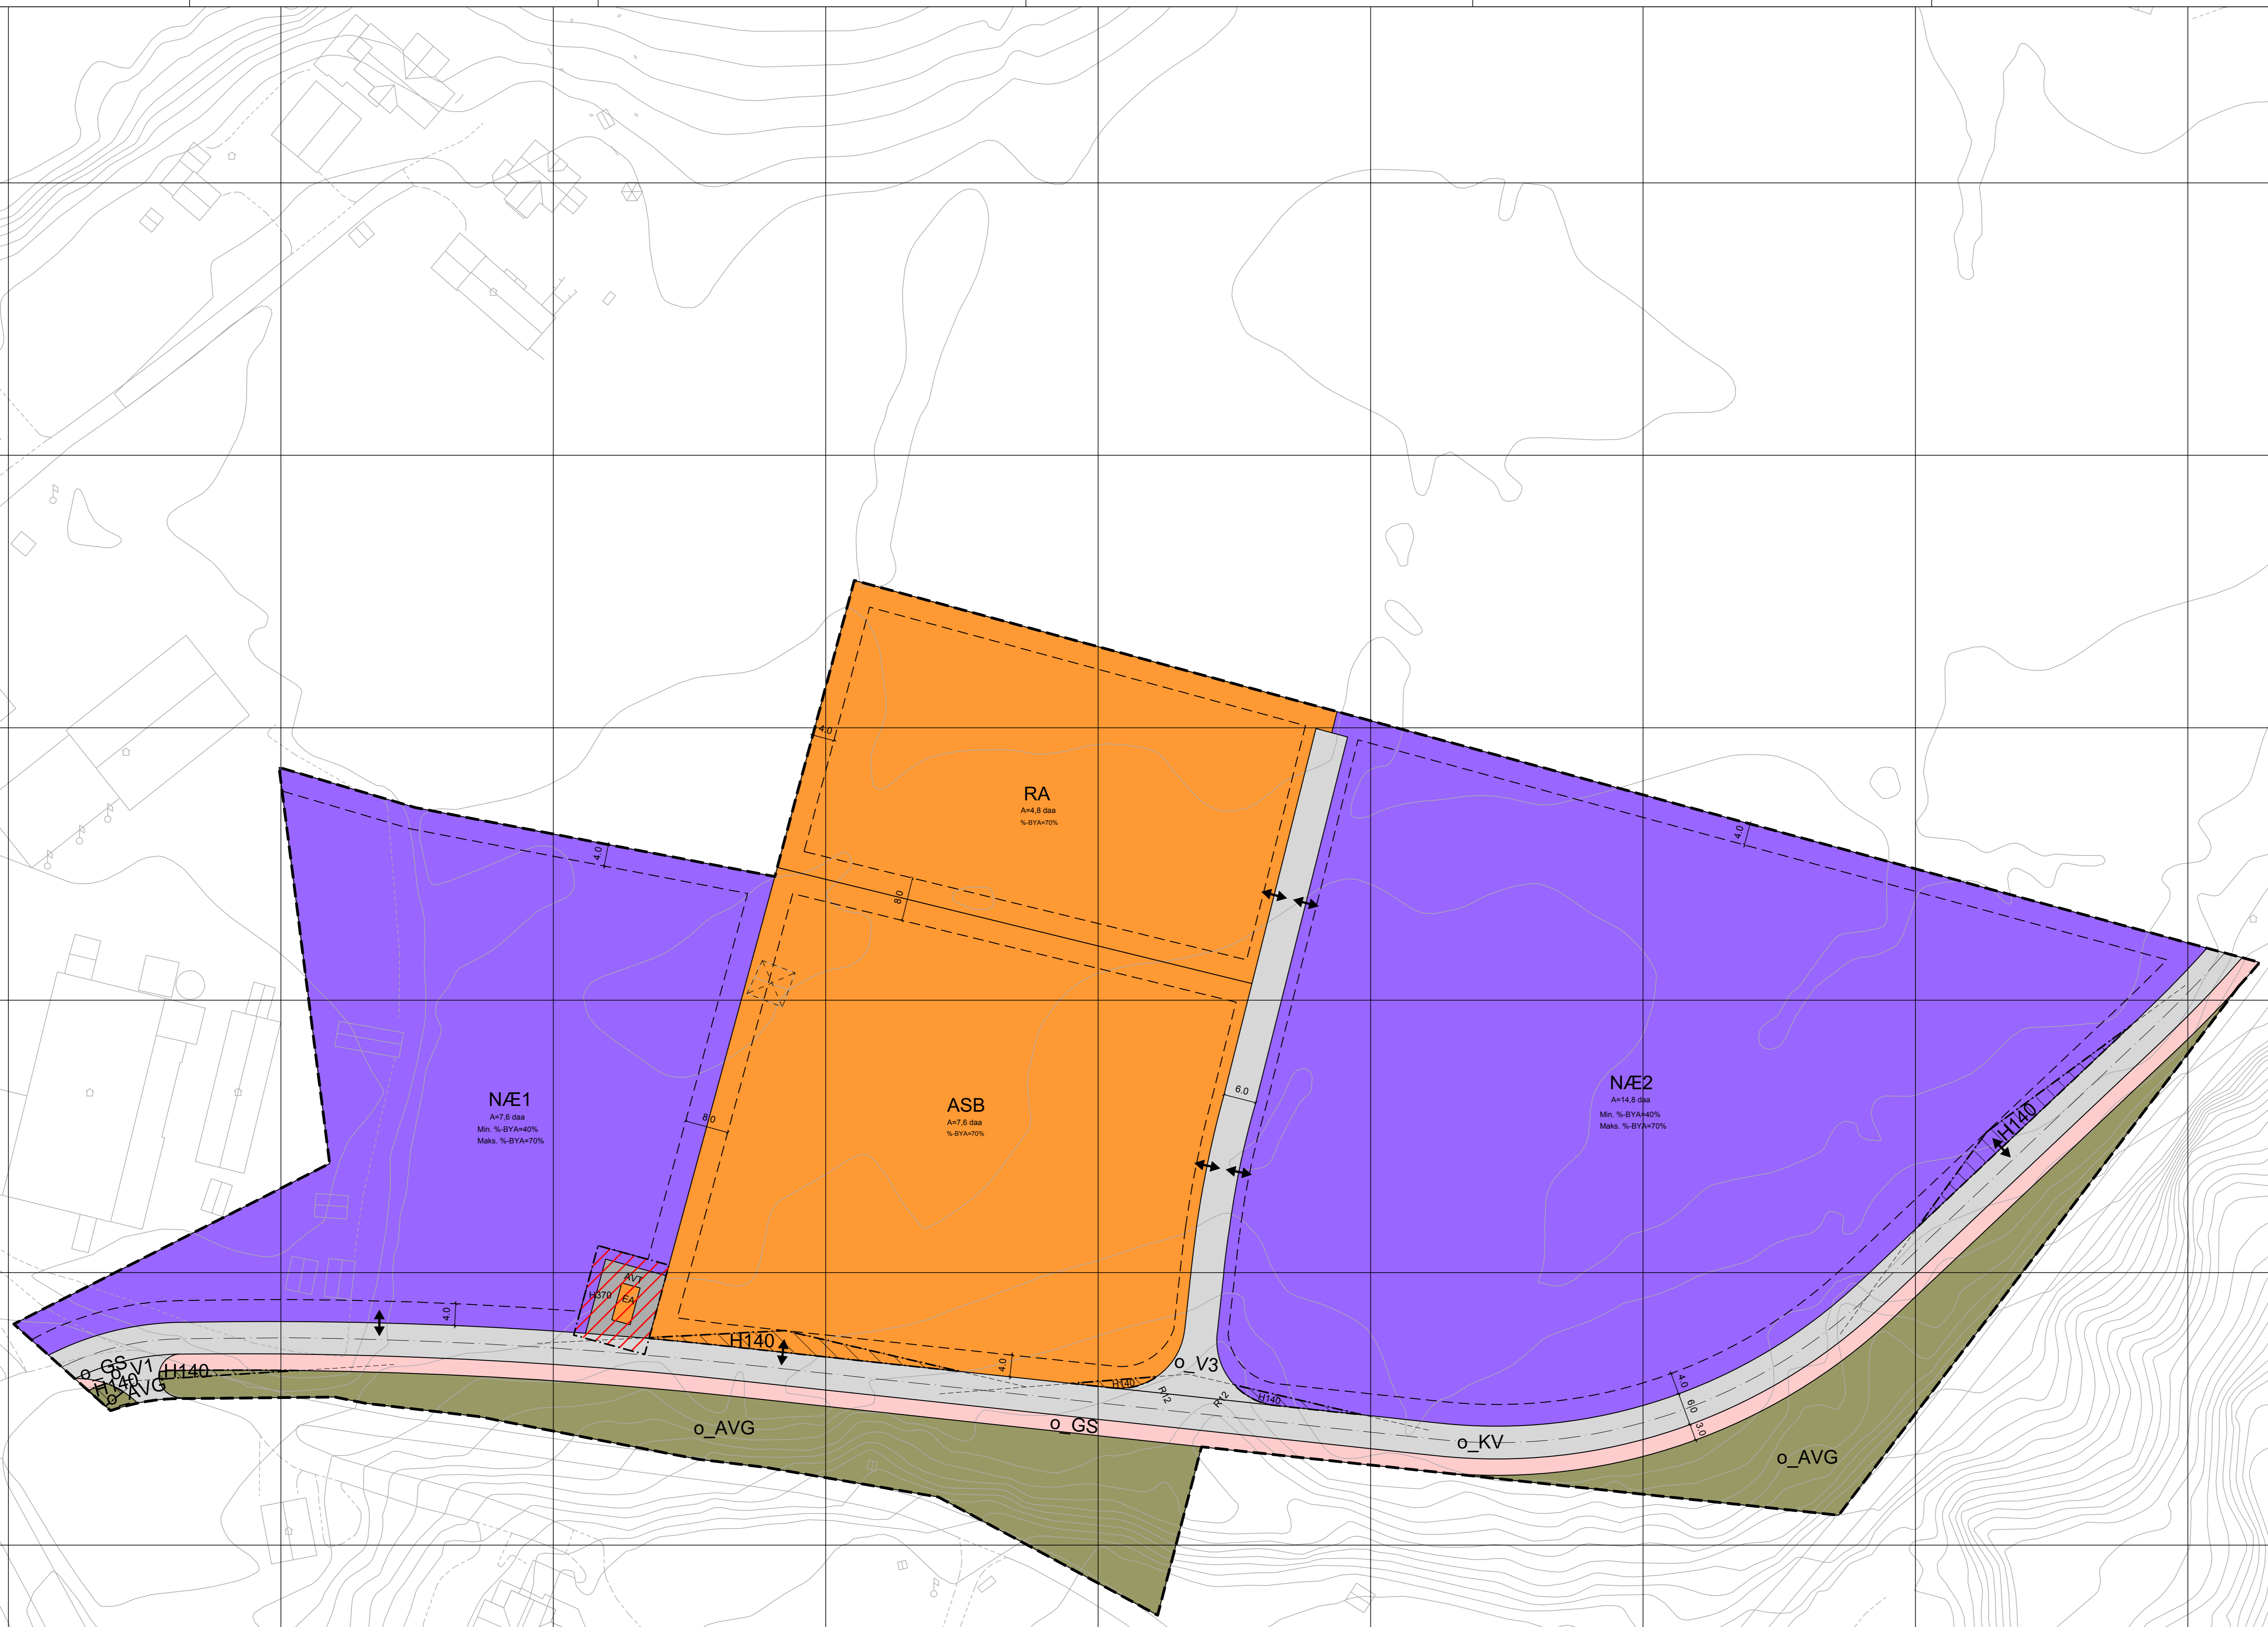 4.0
RA
A=4,8 daa
%-BYA=70%
4.0
4.0
8.0
NÆ1
A=7,6 daa
Min. %-BYA=40%
Maks. %-BYA=70%
8.0
ASB
A=7,6 daa
%-BYA=70%
6.0
NÆ2
A=14,8 daa
Min. %-BYA=40%
Maks. %-BYA=70%
H140
AVT
H370
EA
4.0
H140
4.0
o_V3
H140
R12
R12
H140
o_GS
o_V1
H140
H140
o_AVG
o_AVG
o_GS
o_KV
4.0
6.0
3.0
o_AVG